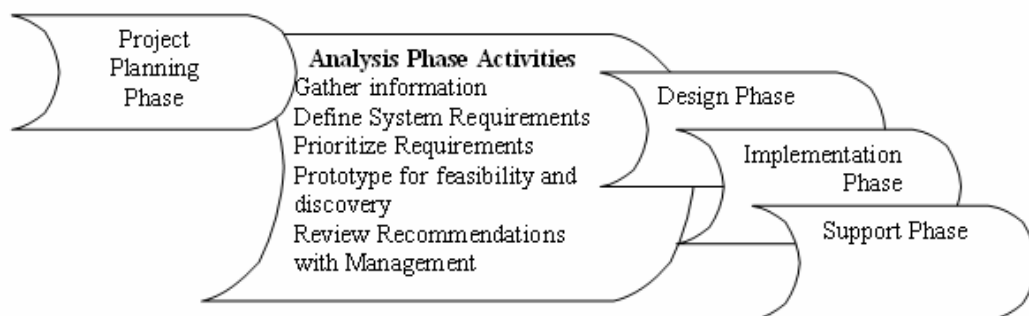 Project
Planning
Phase
Analysis Phase Activities
Gather information
Define System Requirements
Prioritize Requirements
Prototype for feasibility and
discovery
Review Recommendations
with Management
Design Phase
Implementation
Phase
Support Phase